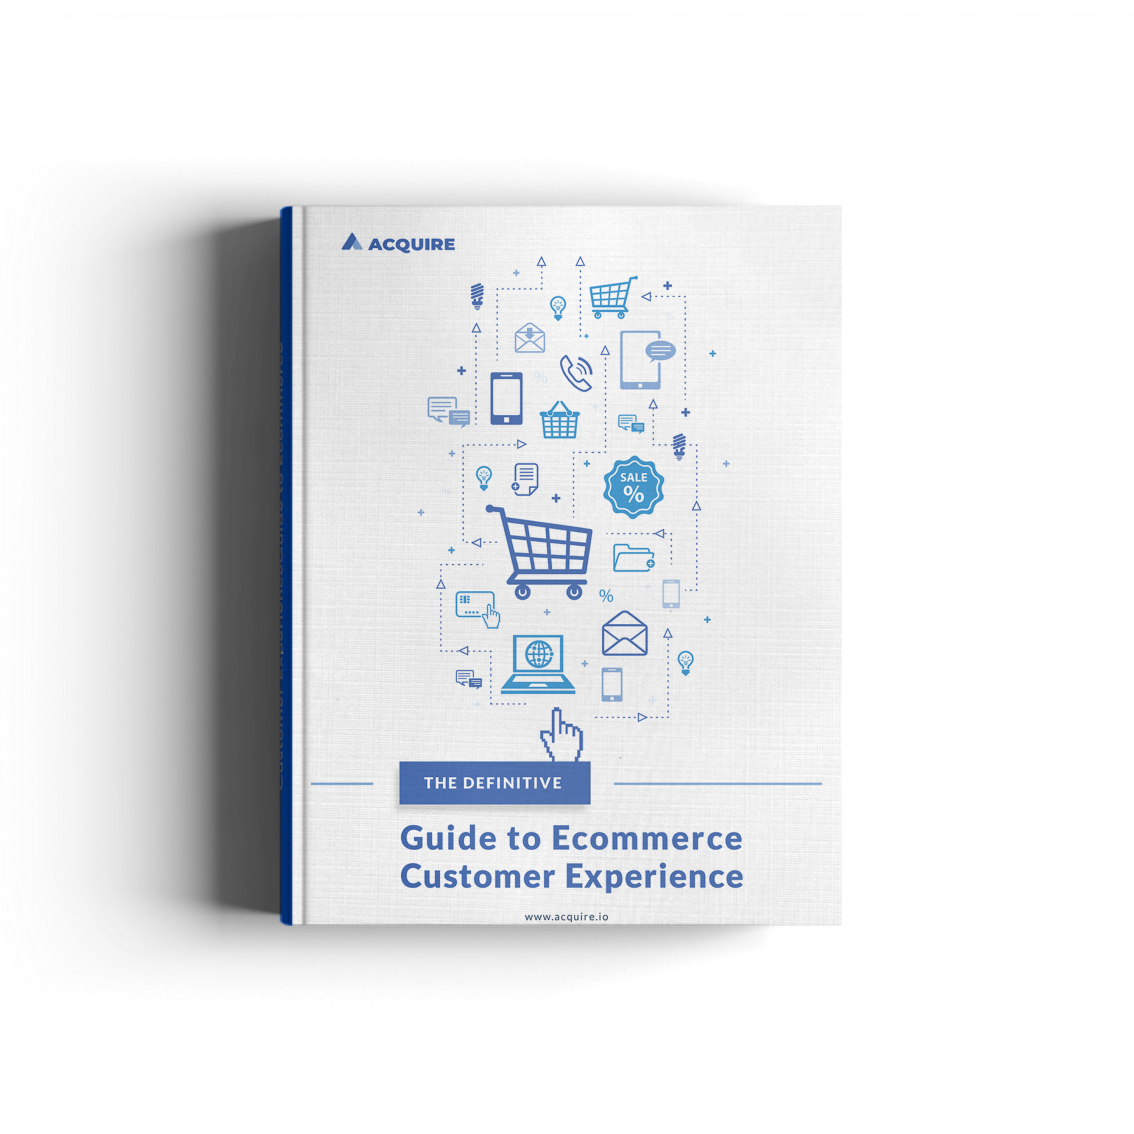 ACQUIRE
SALE
%
%
%
THE DEFINITIVE
Guide to Ecommerce
Customer Experience
www.acquire.io